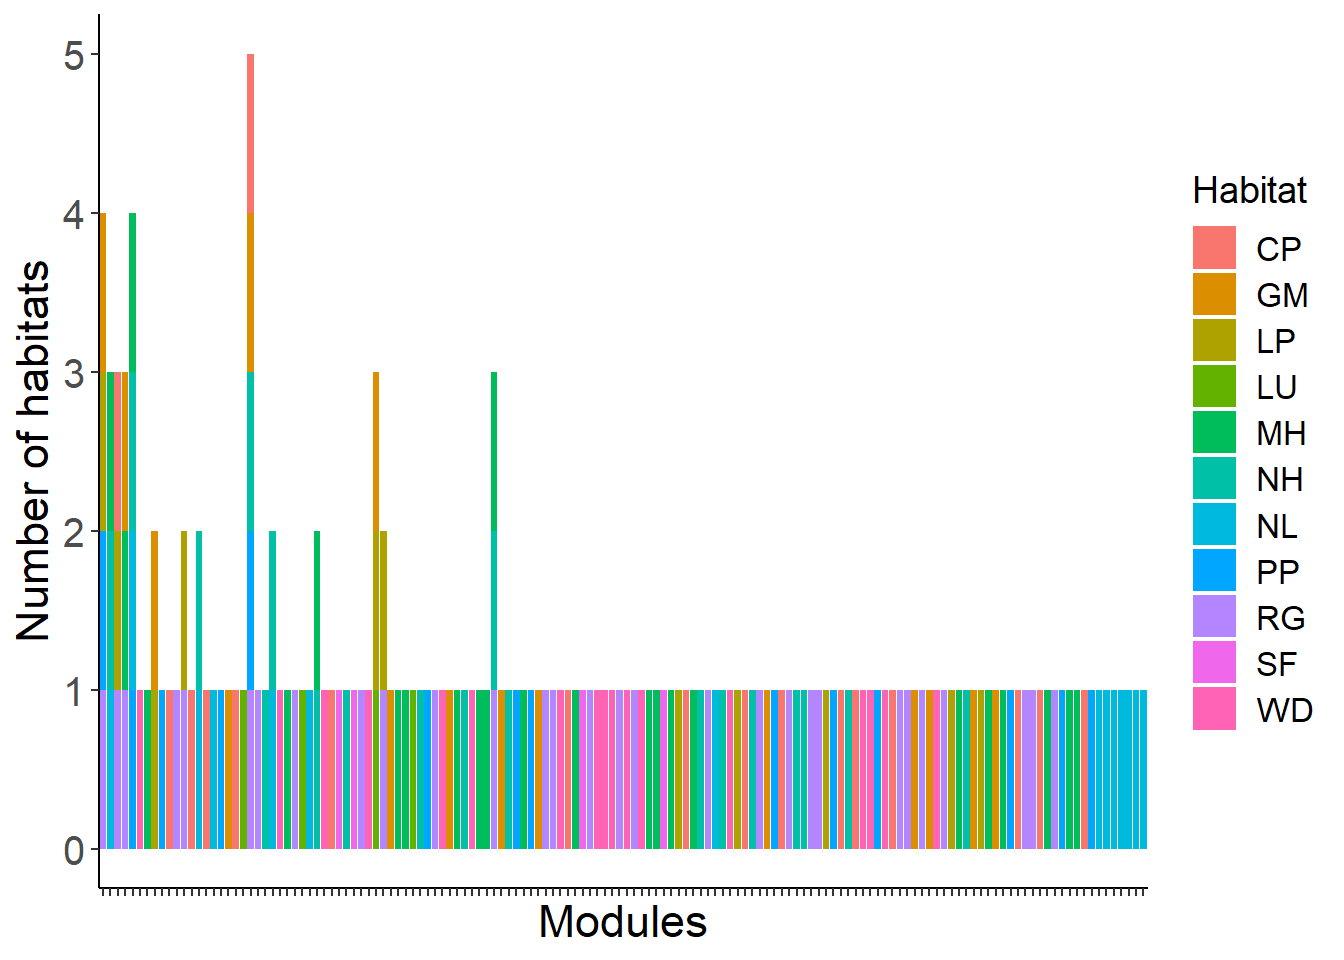 5
4
3
2
1
0
Number of habitats
Modules
Habitat
CP
GM
LP
LU
MH
NH
NL
PP
RG
SF
WD